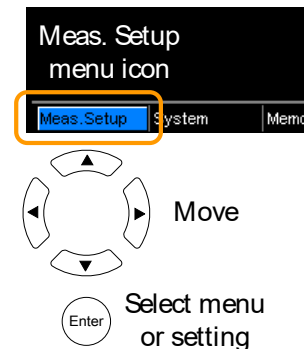 Meas. Setup
menu icon
Meas.Setup System Memo
Move
Enter
Select menu
or setting